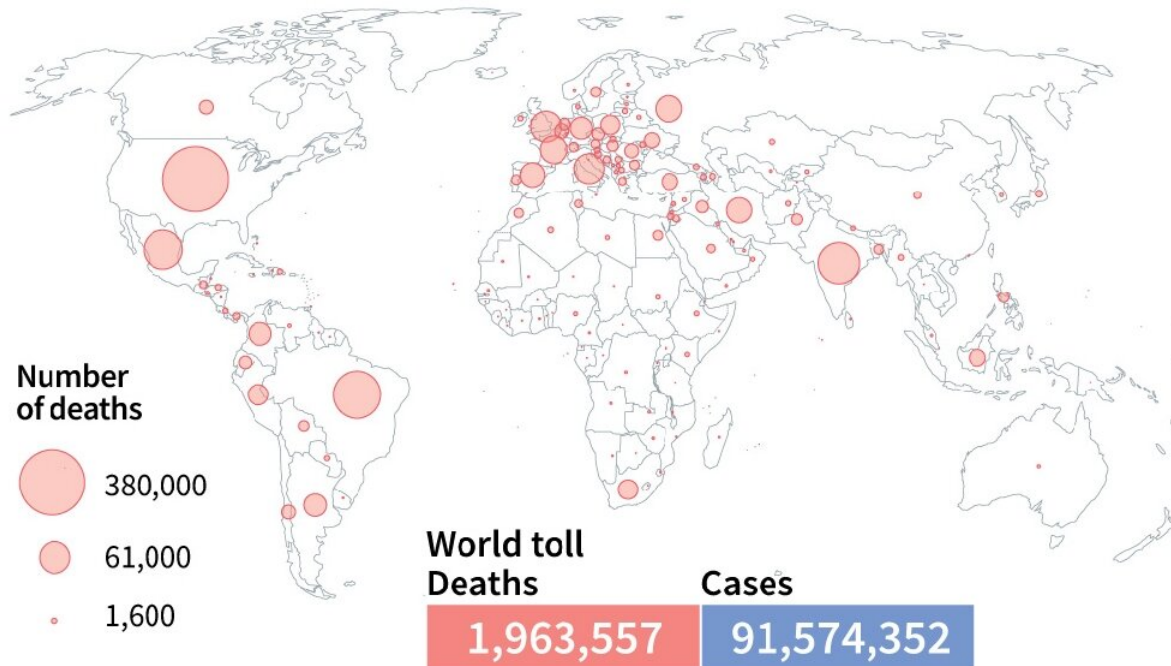 Number
of deaths
380,000
61,000
1,600
World toll
Deaths
Cases
1,963,557
91,574,352